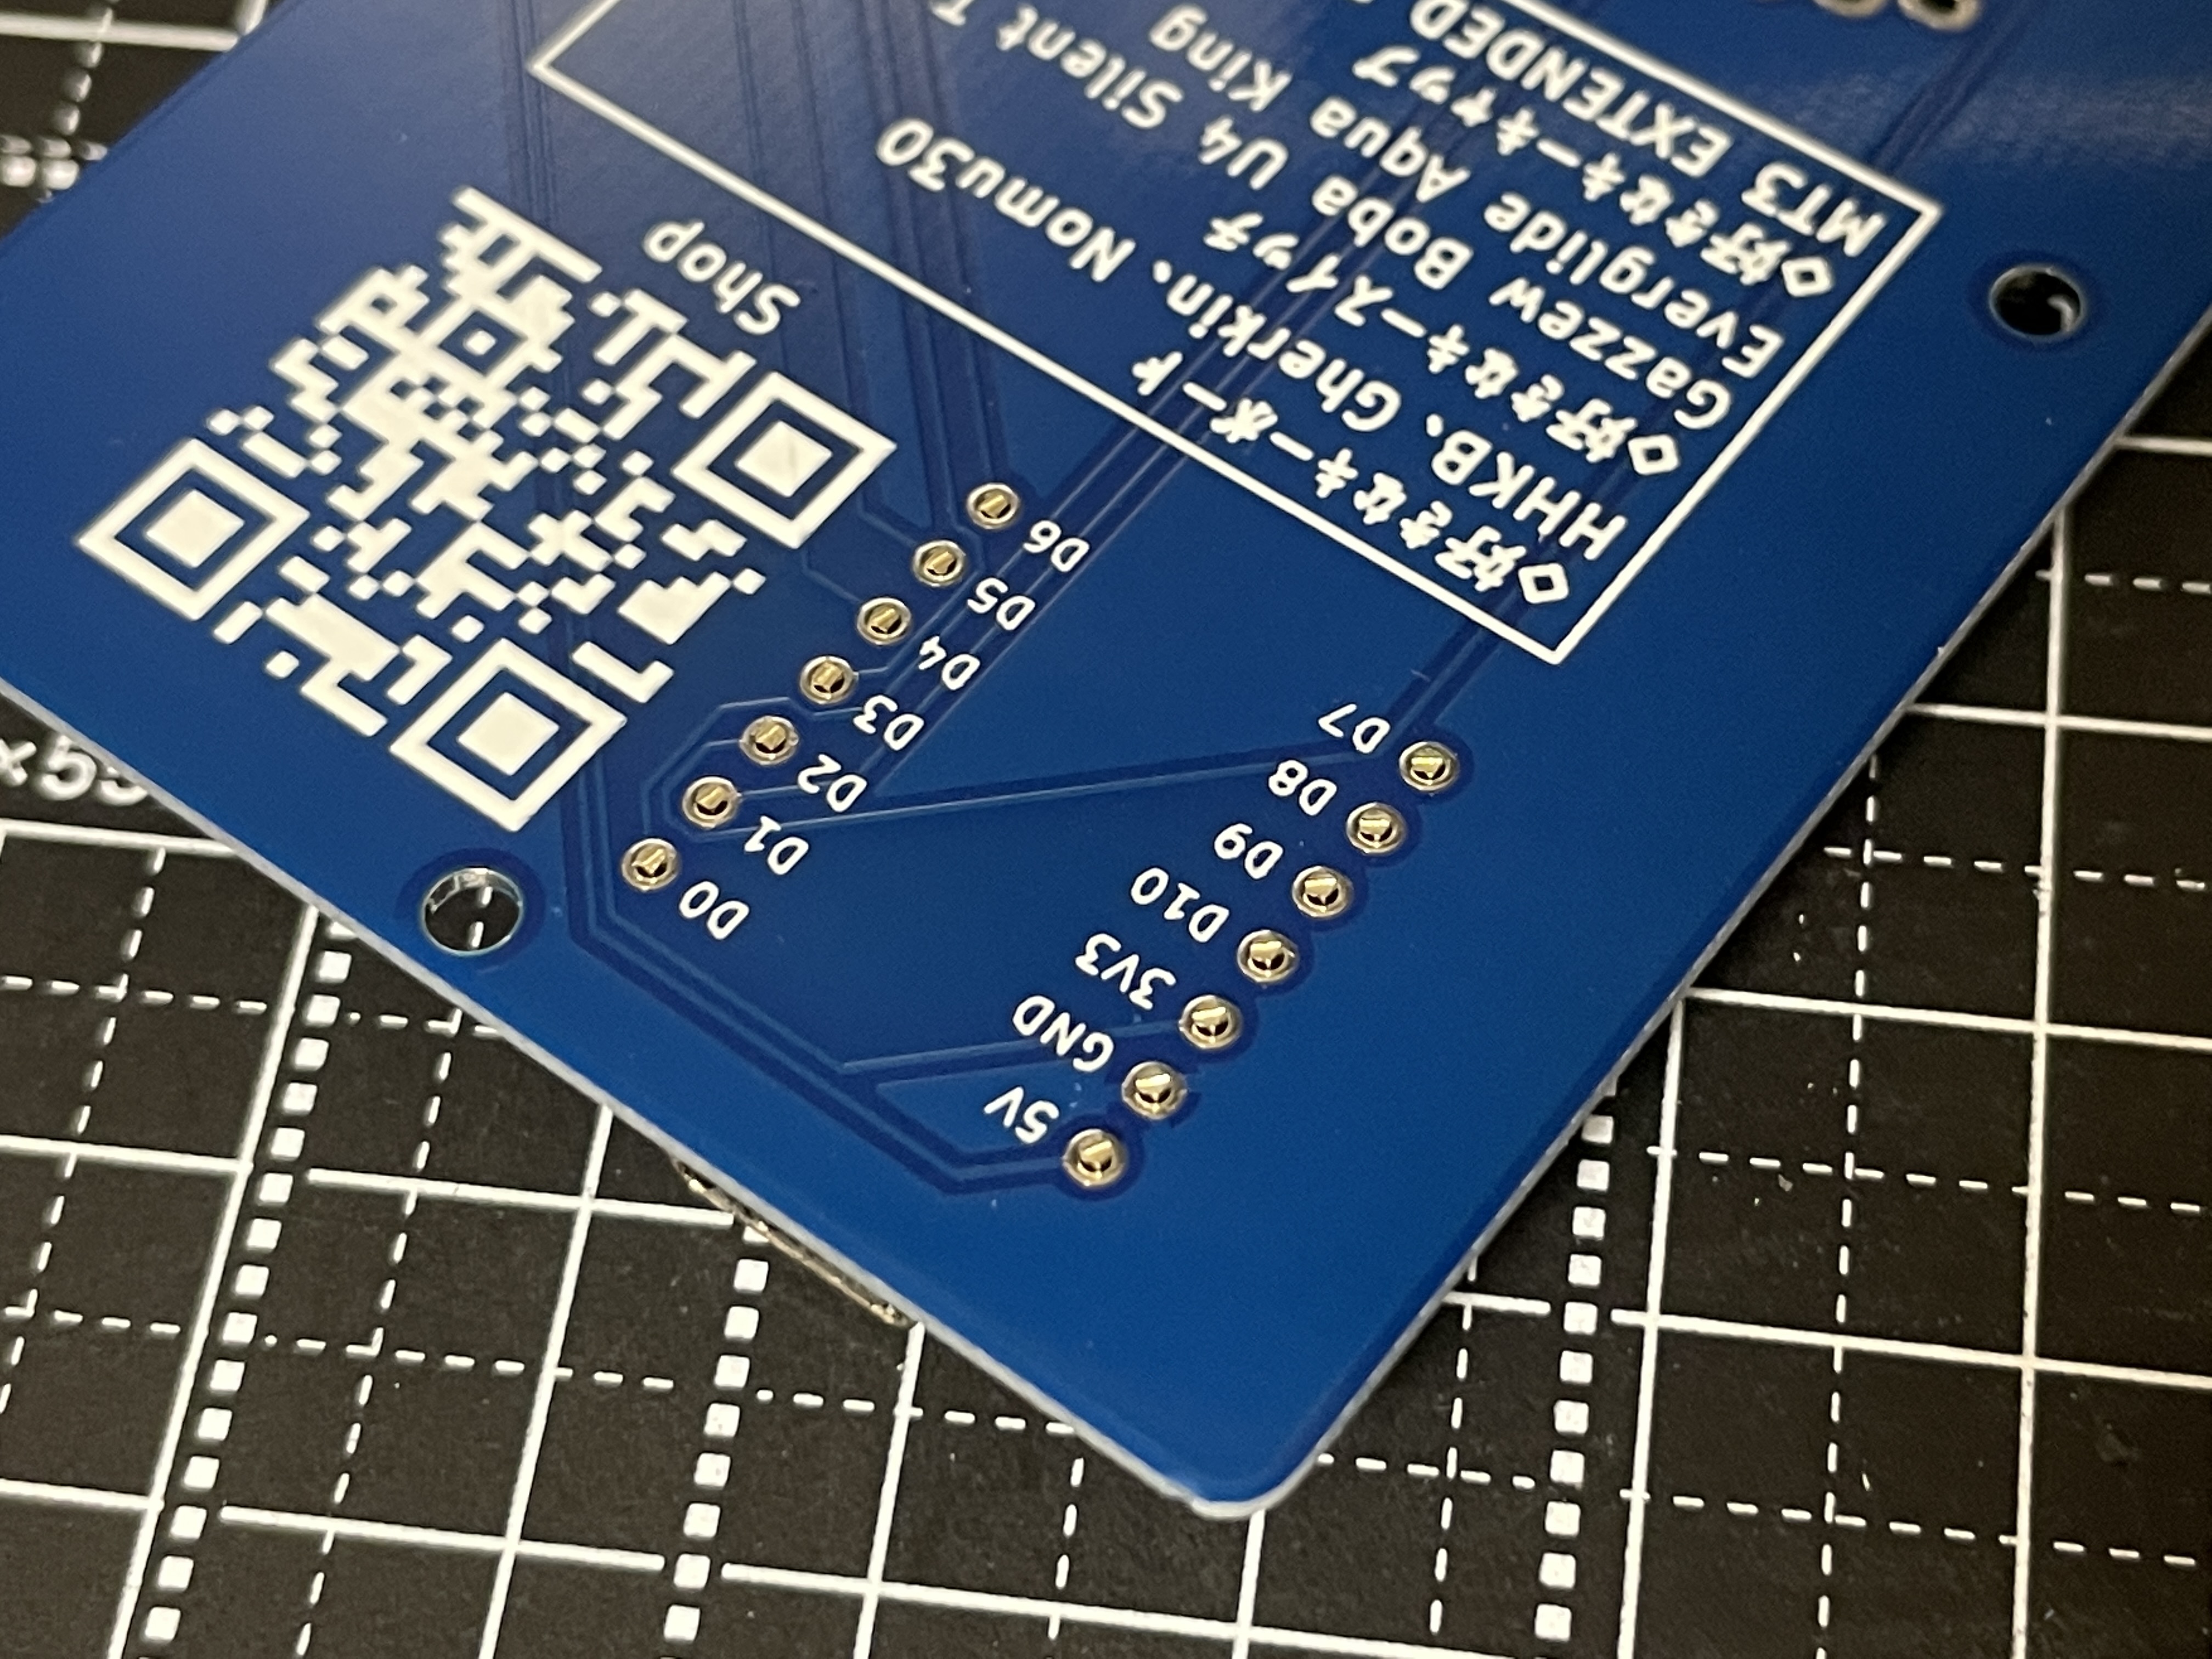 ◇好きなキーボード
HHKB、Gherkin、Nomu30
◇好きなキースイッチ
Gazzew Boba U4 Silent
Everglide Aqua King
◇好きなキーキャップ
MT3 EXTENDED
Shop
D6
D5
D4
D3
D2
D1
D0
D7
D8
D9
D10
3V3
GND
5V